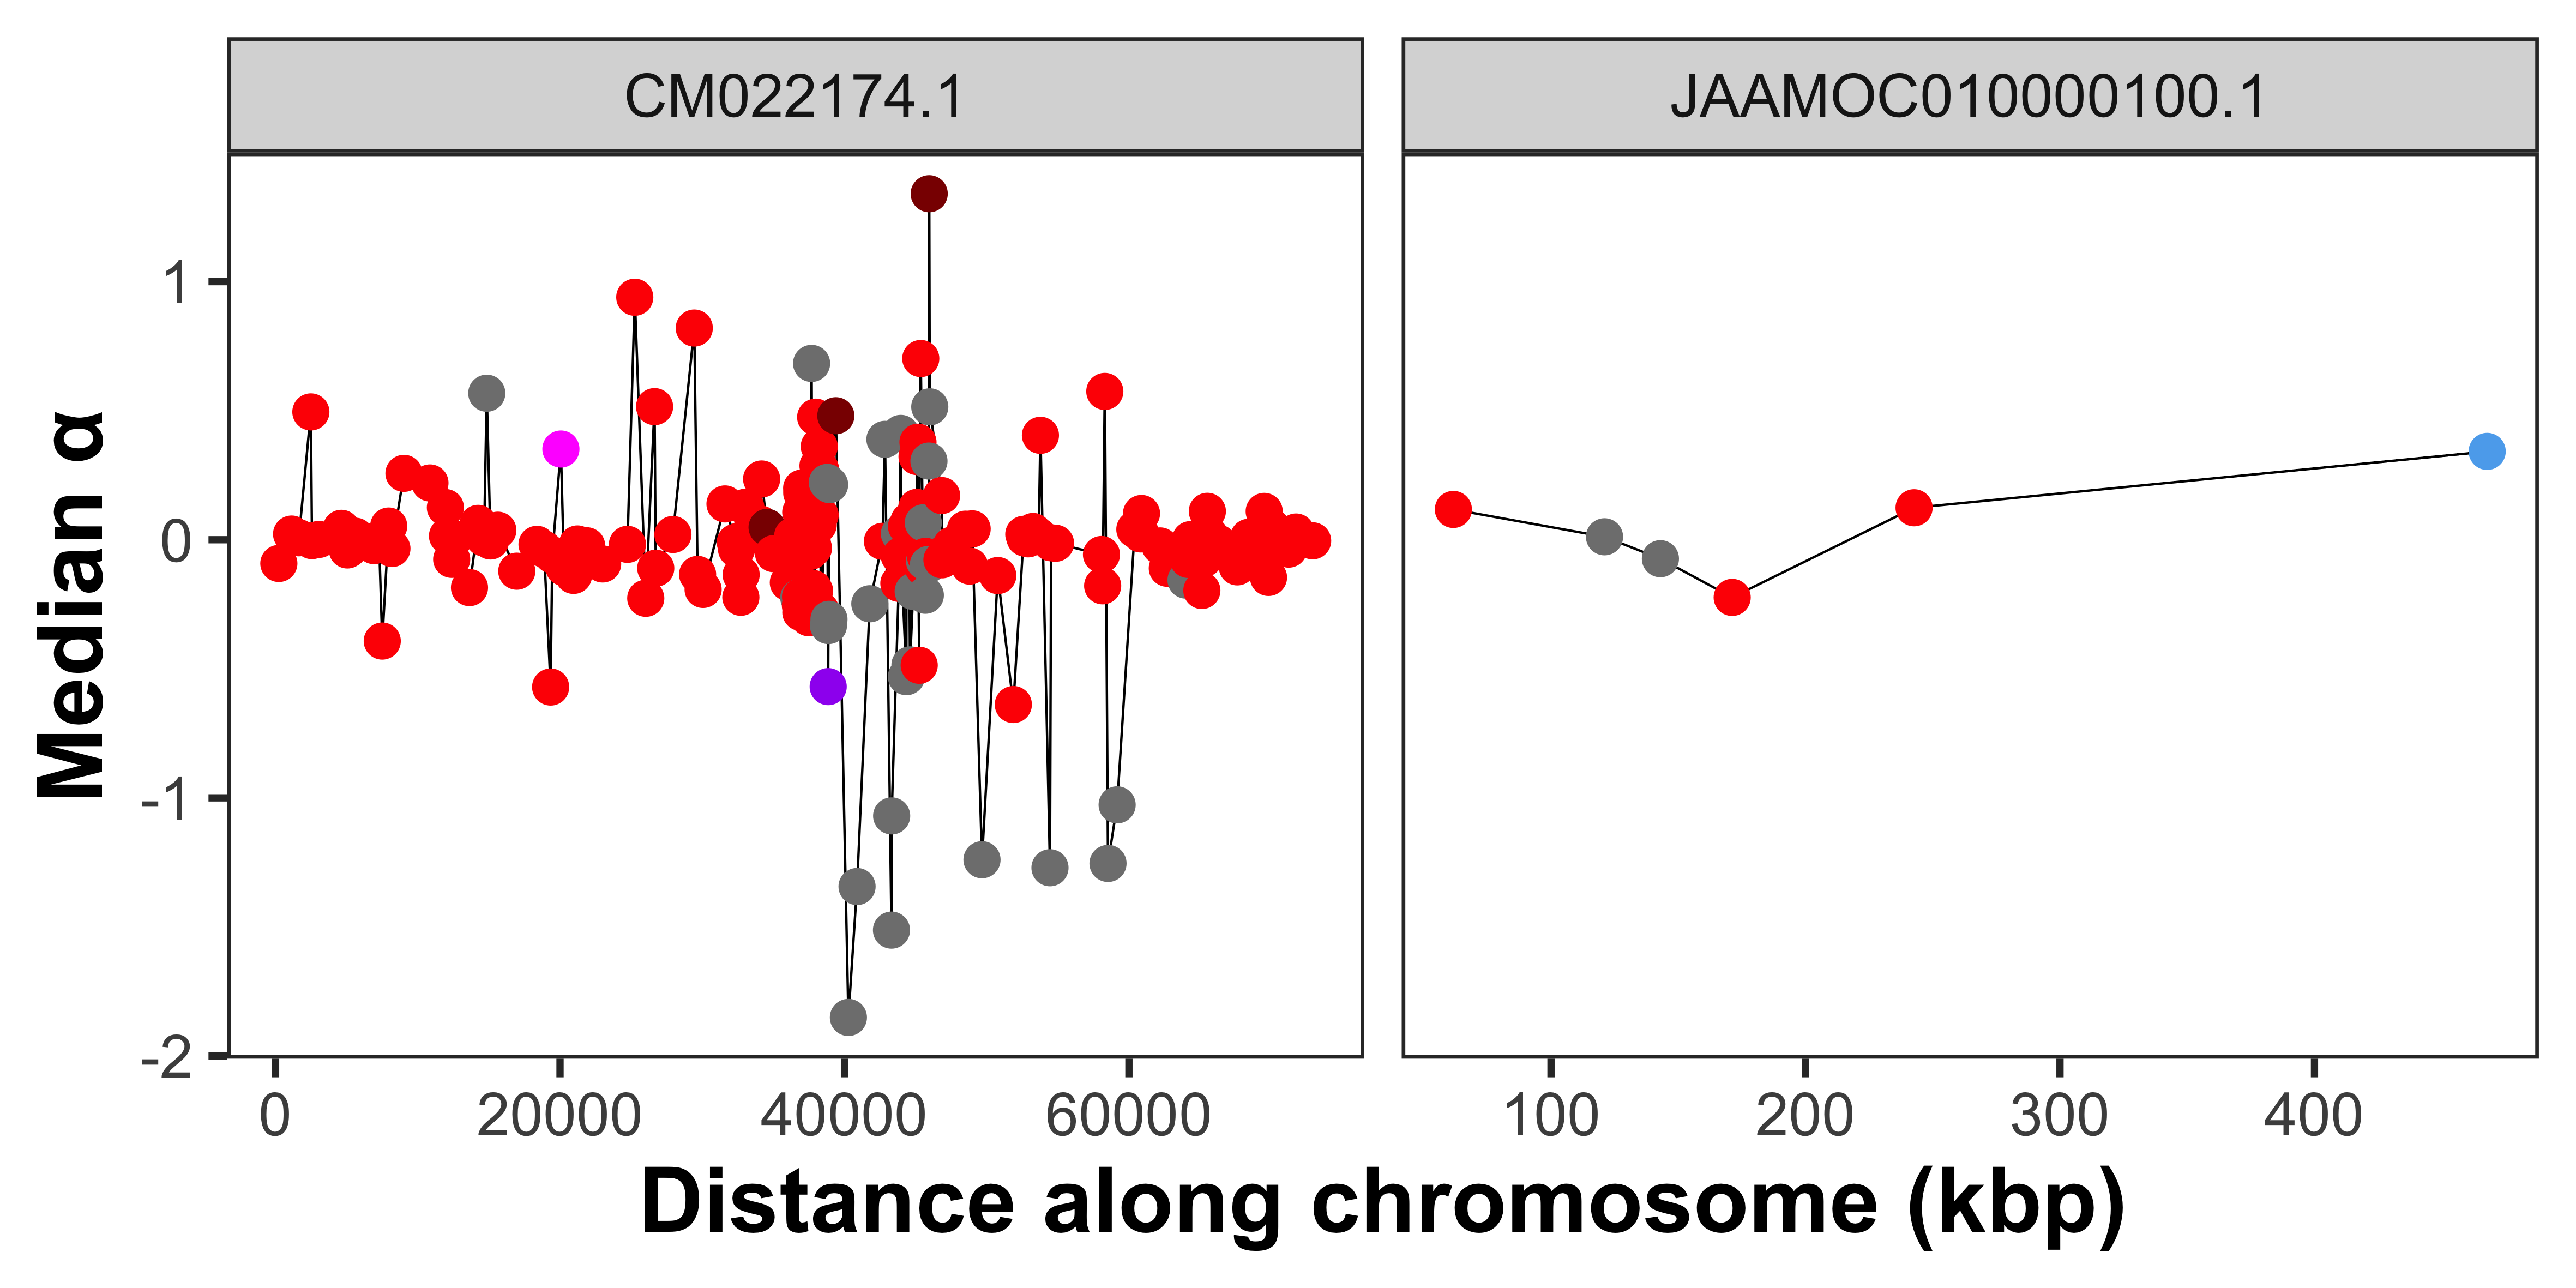 CM022174.1
JAAMOC010000100.1
Median α
1
0
-1
-2
0 20000 40000 60000
100 200 300 400
Distance along chromosome (kbp)